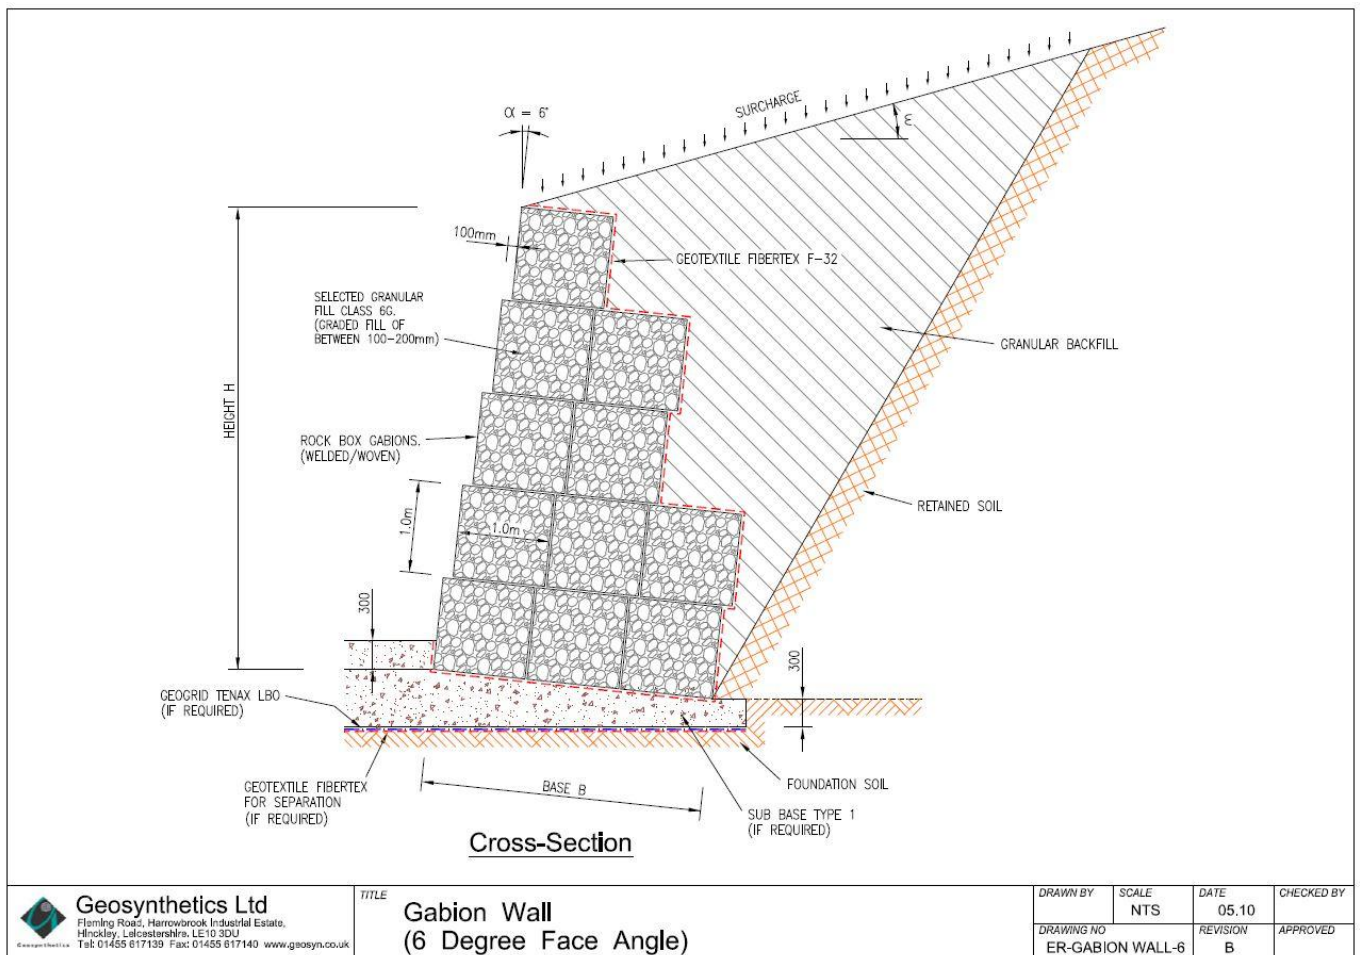 α = 6°
SURCHARGE
ε
100mm
GEOTEXTILE FIBERTEX F-32
SELECTED GRANULAR
FILL CLASS 6G.
(GRADED FILL OF
BETWEEN 100-200mm)
GRANULAR BACKFILL
HEIGHT H
ROCK BOX GABIONS.
(WELDED/WOVEN)
RETAINED SOIL
1.0m
1.0m
300
300
GEOGRID TENAX LBO
(IF REQUIRED)
GEOTEXTILE FIBERTEX
FOR SEPARATION
(IF REQUIRED)
BASE B
FOUNDATION SOIL
SUB BASE TYPE 1
(IF REQUIRED)
Cross-Section
Geosynthetics
Geosynthetics Ltd
Fleming Road, Harrowbrook Industrial Estate,
Hinckley, Leicestershire. LE10 3DU
Tel: 01455 617139 Fax: 01455 617140 www.geosyn.co.uk
TITLE
Gabion Wall
(6 Degree Face Angle)
DRAWN BY
SCALE
NTS
DATE
05.10
CHECKED BY
DRAWING NO
ER-GABION WALL-6
REVISION
B
APPROVED